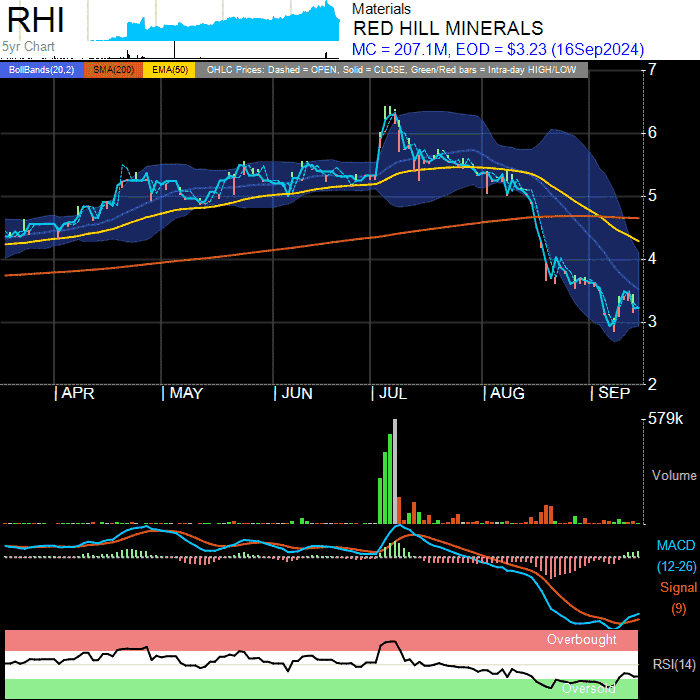 RHI
5yr Chart
Materials
RED HILL MINERALS
MC = 207.1M, EOD = $3.23 (16Sep2024)
BollBands(20,2) SMA(200) EMA(50) OHLC Prices: Dashed = OPEN, Solid = CLOSE, Green/Red bars = Intra-day HIGH/LOW
7
6
5
4
3
2
APR MAY JUN JUL AUG SEP
579k
Volume
MACD
(12-26)
Signal
(9)
Overbought
RSI(14)
Oversold